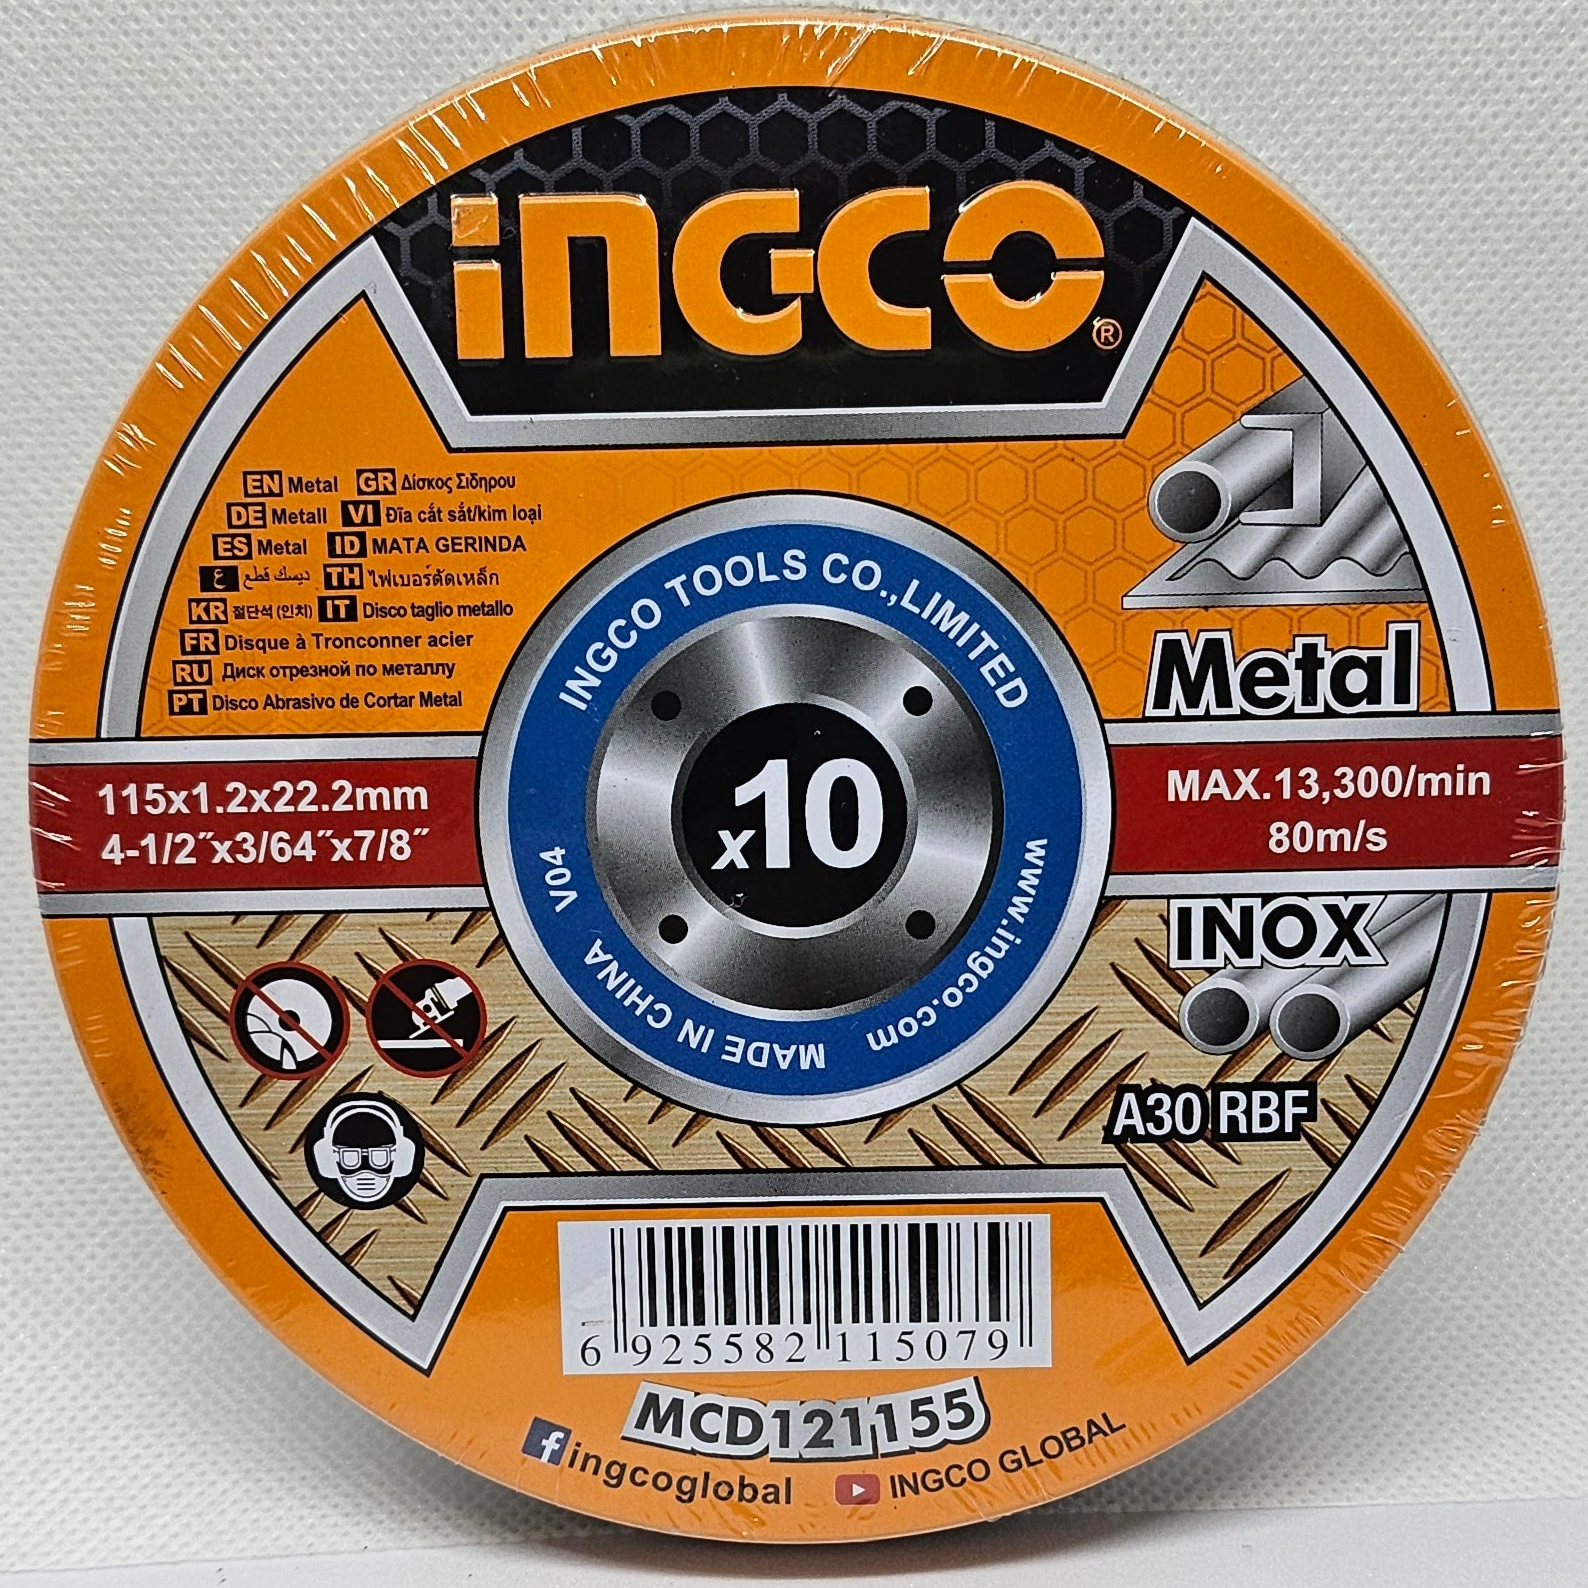 INGCO®
EN Metal GR Δίσκος Σιδηρου
DE Metall VI Đĩa cắt sắt/kim loại
ES Metal ID MATA GERINDA
ع ديسك قطع TH ไฟเบอร์ตัดเหล็ก
KR 절단석 (인치) IT Disco taglio metallo
FR Disque à Tronconner acier
RU Диск отрезной по металлу
PT Disco Abrasivo de Cortar Metal
Metal
115x1.2x22.2mm
4-1/2″x3/64″x7/8″
INGCO TOOLS CO.,LIMITED
www.ingco.com
MADE IN CHINA
V04
x10
MAX.13,300/min
80m/s
INOX
A30 RBF
6 925582 115079
MCD121155
ingcoglobal
INGCO GLOBAL